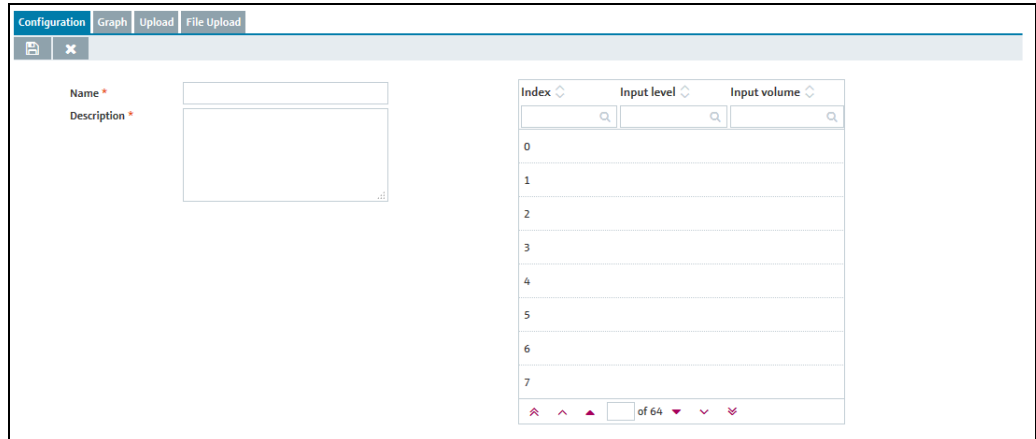 Configuration Graph Upload File Upload
Name *
Description *
Index Input level Input volume
0
1
2
3
4
5
6
7
of 64